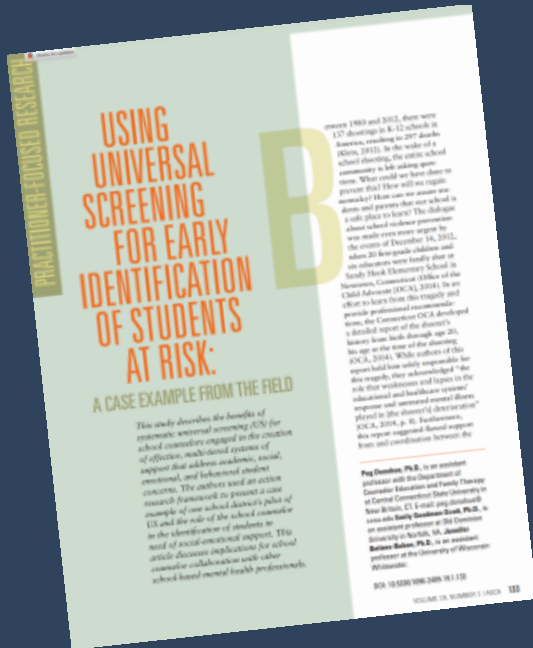 PRACTITIONER-FOCUSED RESEARCH
USING
UNIVERSAL
SCREENING
FOR EARLY
IDENTIFICATION
OF STUDENTS
AT RISK:
A CASE EXAMPLE FROM THE FIELD
This study describes the benefits of
systematic universal screening (US) for
school counselors engaged in the creation
of effective, multi-tiered systems of
support that address academic, social,
emotional, and behavioral student
concerns. The authors used an action
research framework to present a case
example of one school district's pilot of
US and the role of the school counselor
in the identification of students in
need of social-emotional support. This
article discusses implications for school
counselor collaboration with other
school-based mental health professionals.
B
etween 1980 and 2012, there were
137 shootings in K-12 schools in
America, resulting in 297 deaths
(Klein, 2012). In the wake of a
school shooting, the entire school
community is left asking ques-
tions. What could we have done to
prevent this? How will we regain
normalcy? How can we assure stu-
dents and parents that our school is
a safe place to learn? The dialogue
about school violence prevention
was made even more urgent by
the events of December 14, 2012,
when 20 first-grade children and
six educators were fatally shot at
Sandy Hook Elementary School in
Newtown, Connecticut (Office of the
Child Advocate [OCA], 2014). In an
effort to learn from this tragedy and
provide professional recommenda-
tions, the Connecticut OCA developed
a detailed report of the shooter's
history from birth through age 20,
his age at the time of the shooting
(OCA, 2014). While authors of this
report held him solely responsible for
this tragedy, they acknowledged "the
role that weaknesses and lapses in the
educational and healthcare systems'
response and untreated mental illness
played in [the shooter's] deterioration"
(OCA, 2014, p. 8). Furthermore,
this report suggested flawed support
from and coordination between the
Peg Donohue, Ph.D., is an assistant
professor with the Department of
Counselor Education and Family Therapy
at Central Connecticut State University in
New Britain, CT. E-mail:
Emily Goodman-Scott, Ph.D., is
an assistant professor at Old Dominion
University in Norfolk, VA. Jennifer
Betters-Bubon, Ph.D., is an assistant
professor at the University of Wisconsin
Whitewater.
VOLUME 19, NUMBER 1 | ASCA 133